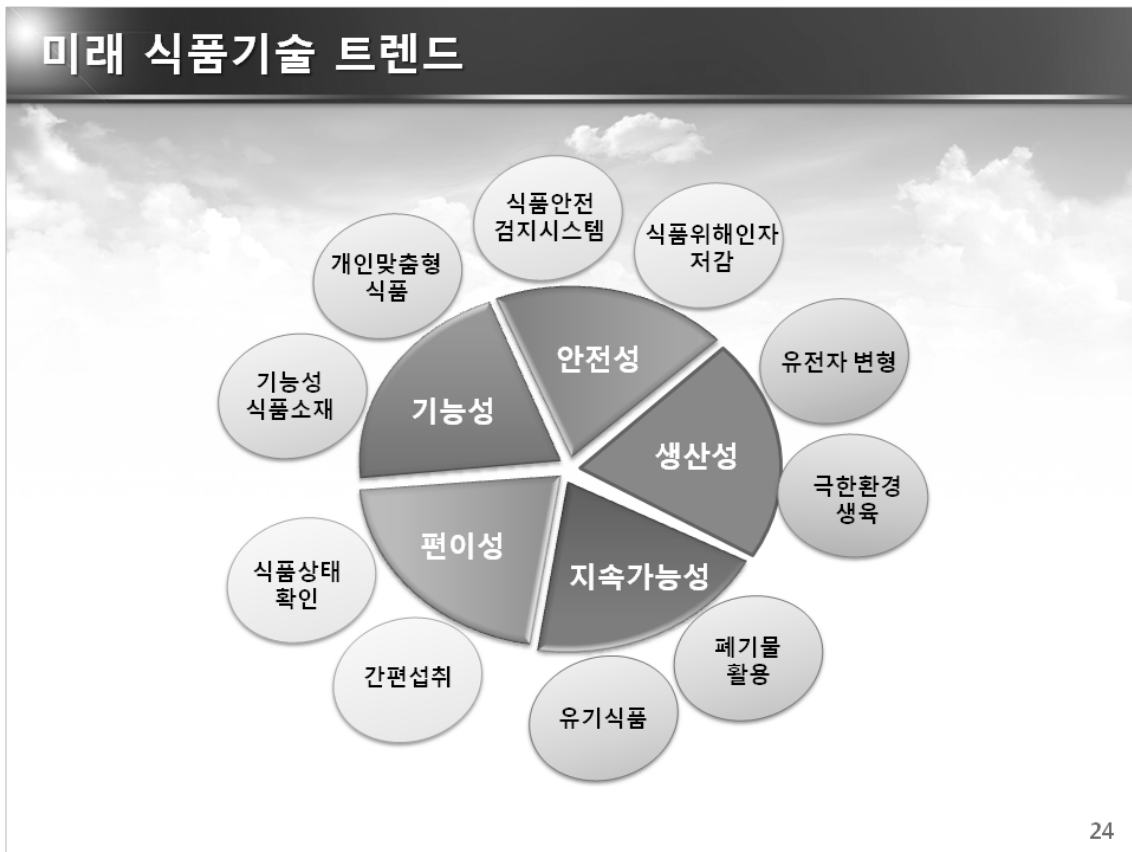 미래 식품기술 트렌드
식품안전
검지시스템
식품위해인자
저감
개인맞춤형
식품
유전자 변형
기능성
식품소재
안전성
기능성
생산성
극한환경
생육
편이성
지속가능성
식품상태
확인
폐기물
활용
간편섭취
유기식품
24